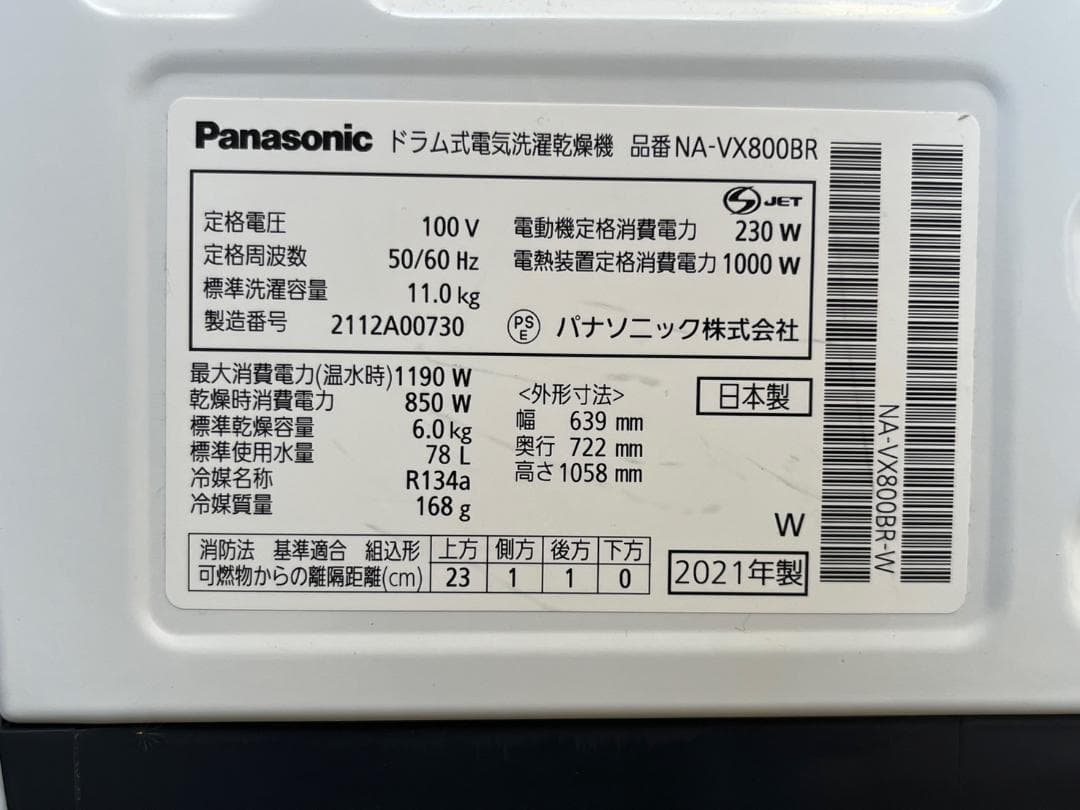 Panasonic ドラム式電気洗濯乾燥機 品番 NA-VX800BR
S JET
定格電圧 100 V
定格周波数 50/60 Hz
標準洗濯容量 11.0 kg
製造番号 2112A00730
電動機定格消費電力 230 W
電熱装置定格消費電力 1000 W
PS E パナソニック株式会社
最大消費電力(温水時) 1190 W
乾燥時消費電力 850 W
標準乾燥容量 6.0 kg
標準使用水量 78 L
冷媒名称 R134a
冷媒質量 168 g
<外形寸法>
幅 639 mm
奥行 722 mm
高さ 1058 mm
日本製
W
消防法 基準適合 組込形 上方 側方 後方 下方
可燃物からの離隔距離(cm) 23 1 1 0
2021年製
NA-VX800BR-W